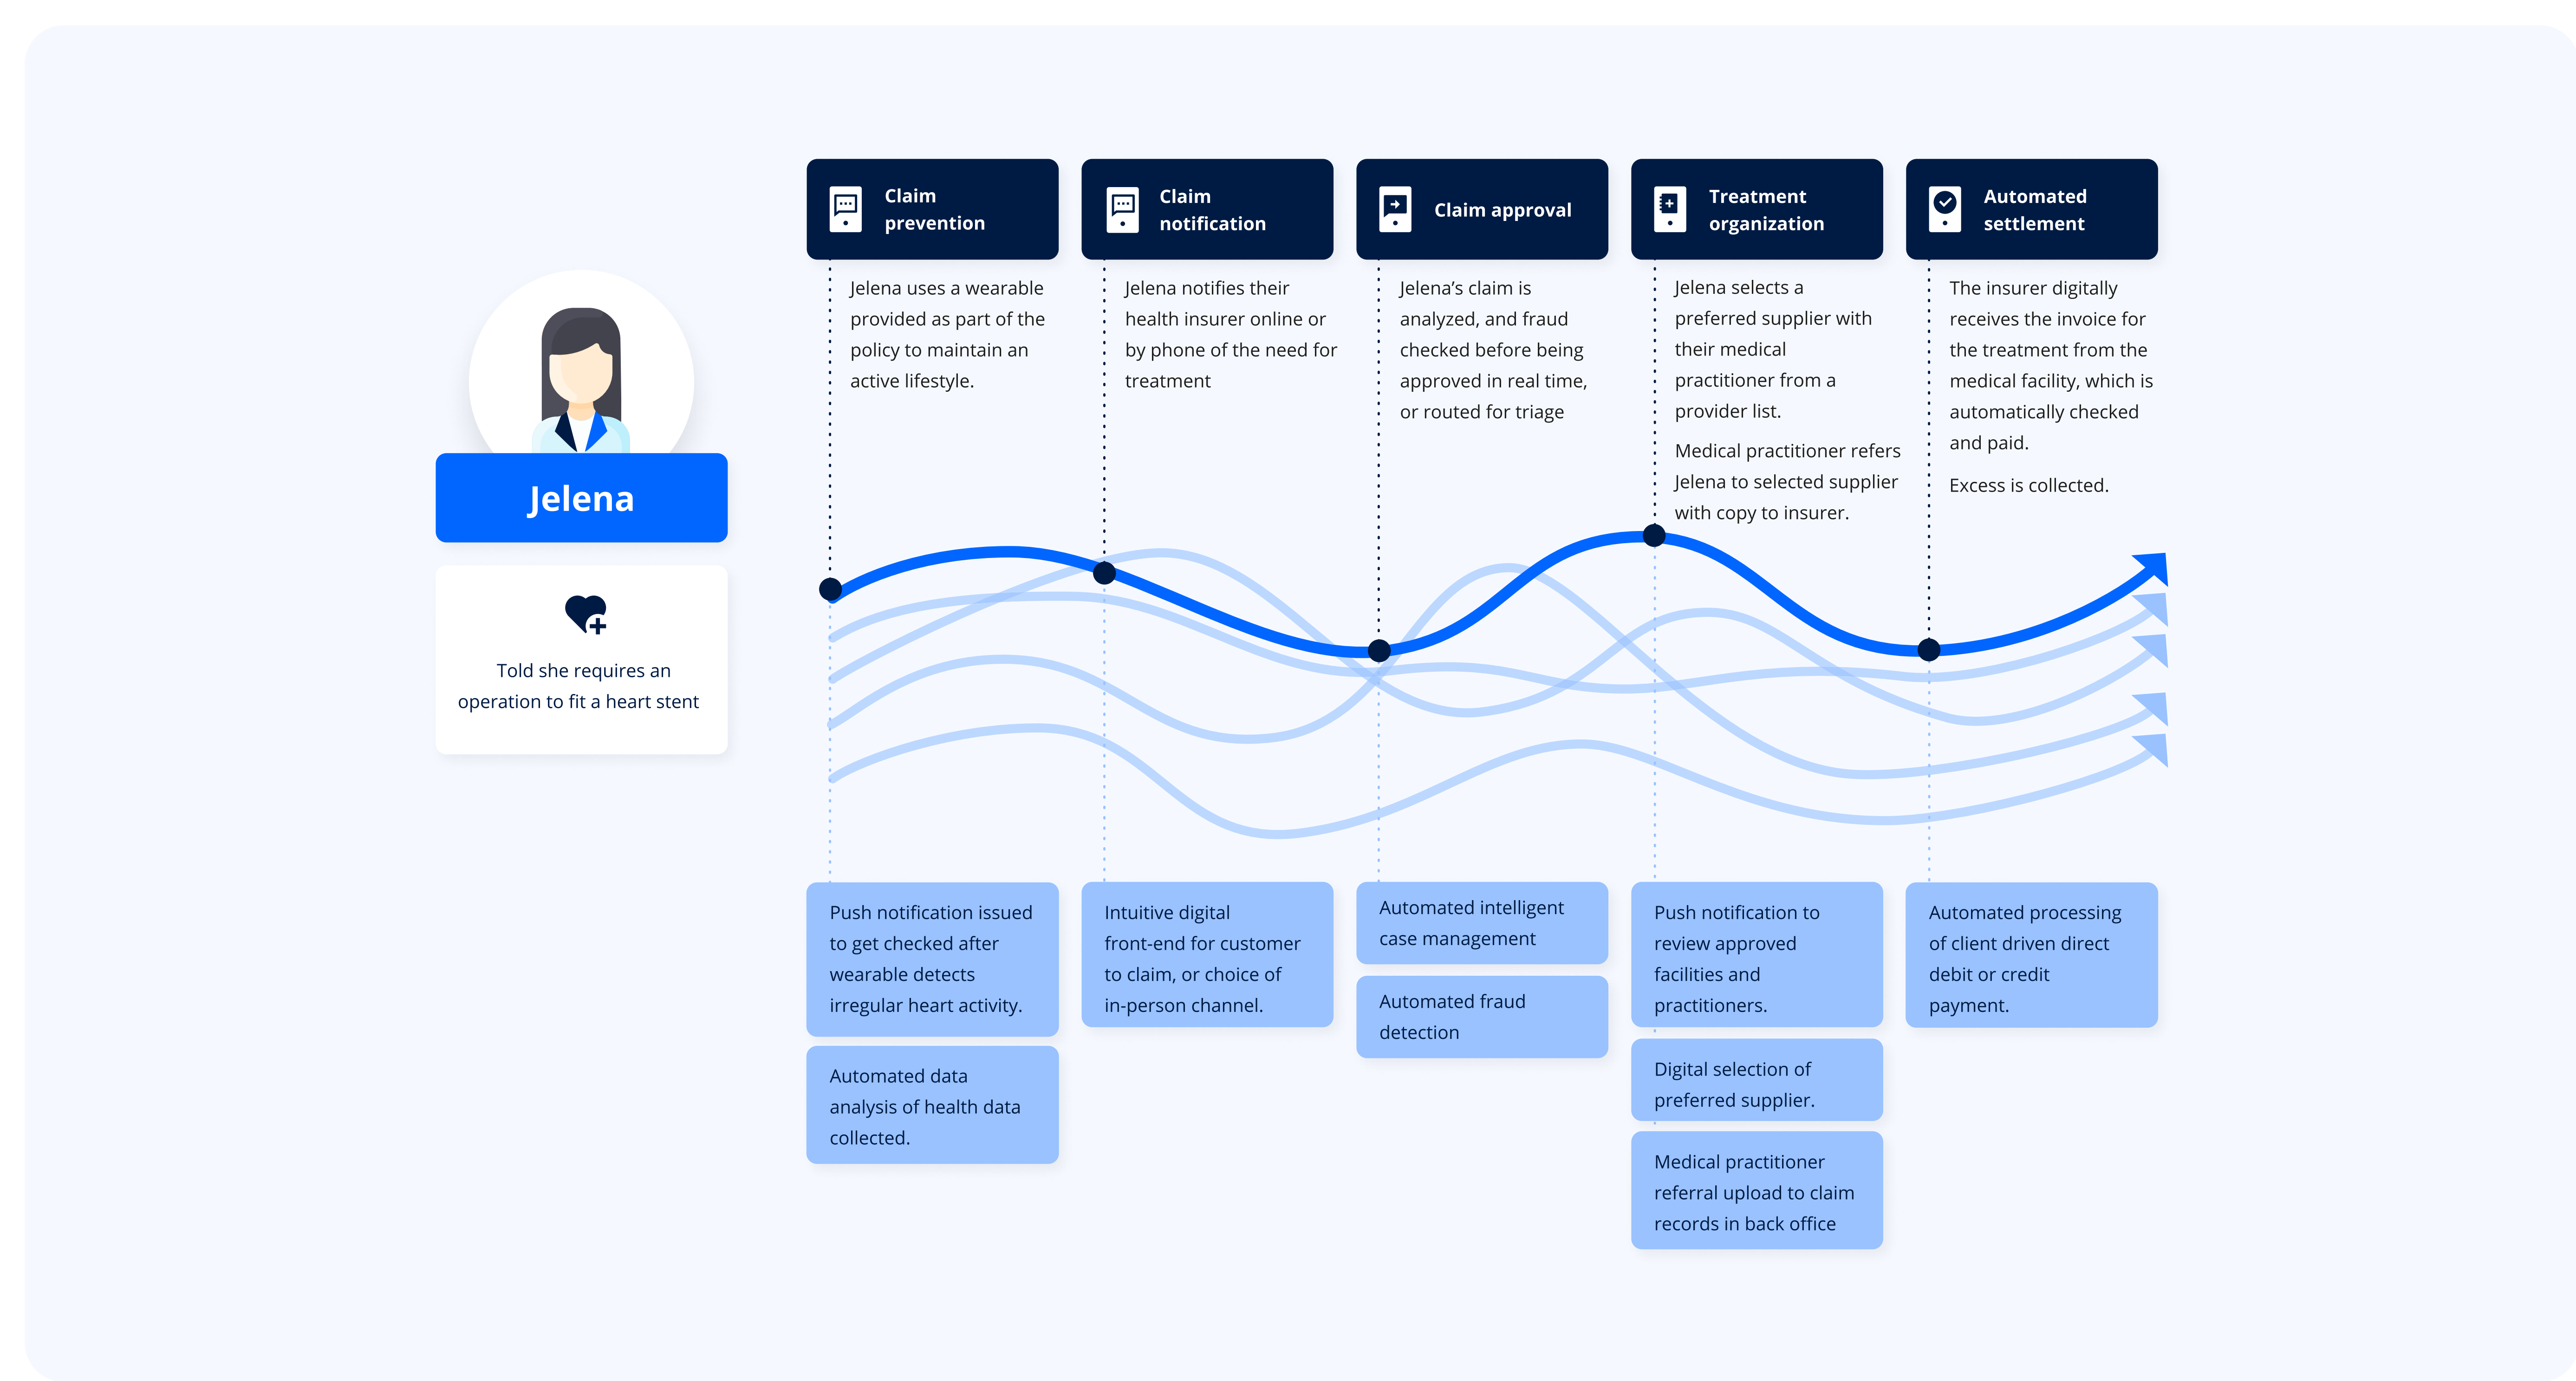 Jelena
Told she requires an
operation to fit a heart stent
Claim
prevention
Jelena uses a wearable
provided as part of the
policy to maintain an
active lifestyle.
Claim
notification
Jelena notifies their
health insurer online or
by phone of the need for
treatment
Claim approval
Jelena’s claim is
analyzed, and fraud
checked before being
approved in real time,
or routed for triage
Treatment
organization
Jelena selects a
preferred supplier with
their medical
practitioner from a
provider list.
Medical practitioner refers
Jelena to selected supplier
with copy to insurer.
Automated
settlement
The insurer digitally
receives the invoice for
the treatment from the
medical facility, which is
automatically checked
and paid.
Excess is collected.
Push notification issued
to get checked after
wearable detects
irregular heart activity.
Automated data
analysis of health data
collected.
Intuitive digital
front-end for customer
to claim, or choice of
in-person channel.
Automated intelligent
case management
Automated fraud
detection
Push notification to
review approved
facilities and
practitioners.
Digital selection of
preferred supplier.
Medical practitioner
referral upload to claim
records in back office
Automated processing
of client driven direct
debit or credit
payment.